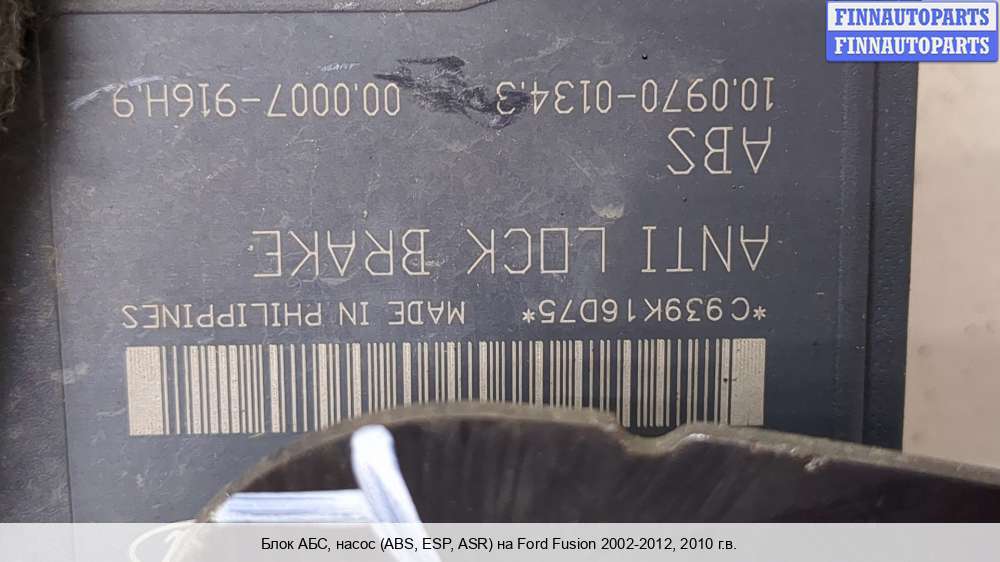 FINNAUTOPARTS
FINNAUTOPARTS
*C939K16D75* MADE IN PHILIPPINES
ANTI LOCK BRAKE
ABS
10.0970-0134.3 00.0007-916H.9
Блок АБС, насос (ABS, ESP, ASR) на Ford Fusion 2002-2012, 2010 г.в.